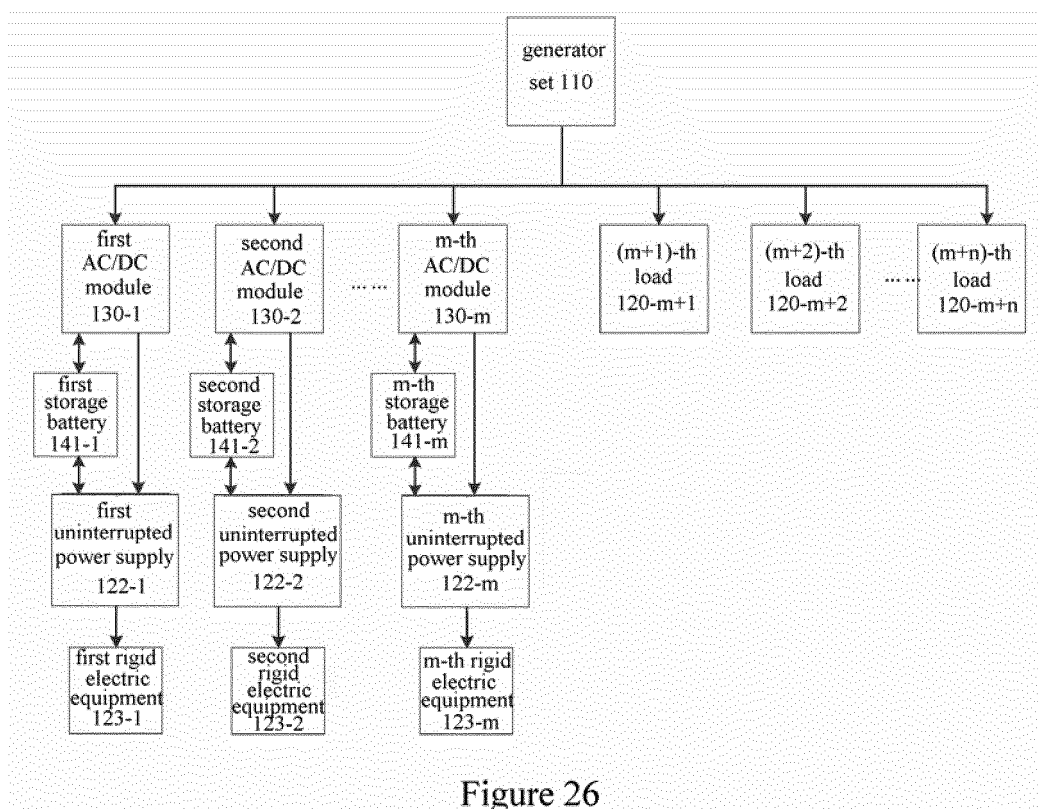 generator
set 110
first
AC/DC
module
130-1
second
AC/DC
module
130-2
... ...
m-th
AC/DC
module
130-m
(m+1)-th
load
120-m+1
(m+2)-th
load
120-m+2
... ...
(m+n)-th
load
120-m+n
first
storage
battery
141-1
second
storage
battery
141-2
m-th
storage
battery
141-m
first
uninterrupted
power supply
122-1
second
uninterrupted
power supply
122-2
m-th
uninterrupted
power supply
122-m
first rigid
electric
equipment
123-1
second
rigid
electric
equipment
123-2
m-th rigid
electric
equipment
123-m
Figure 26